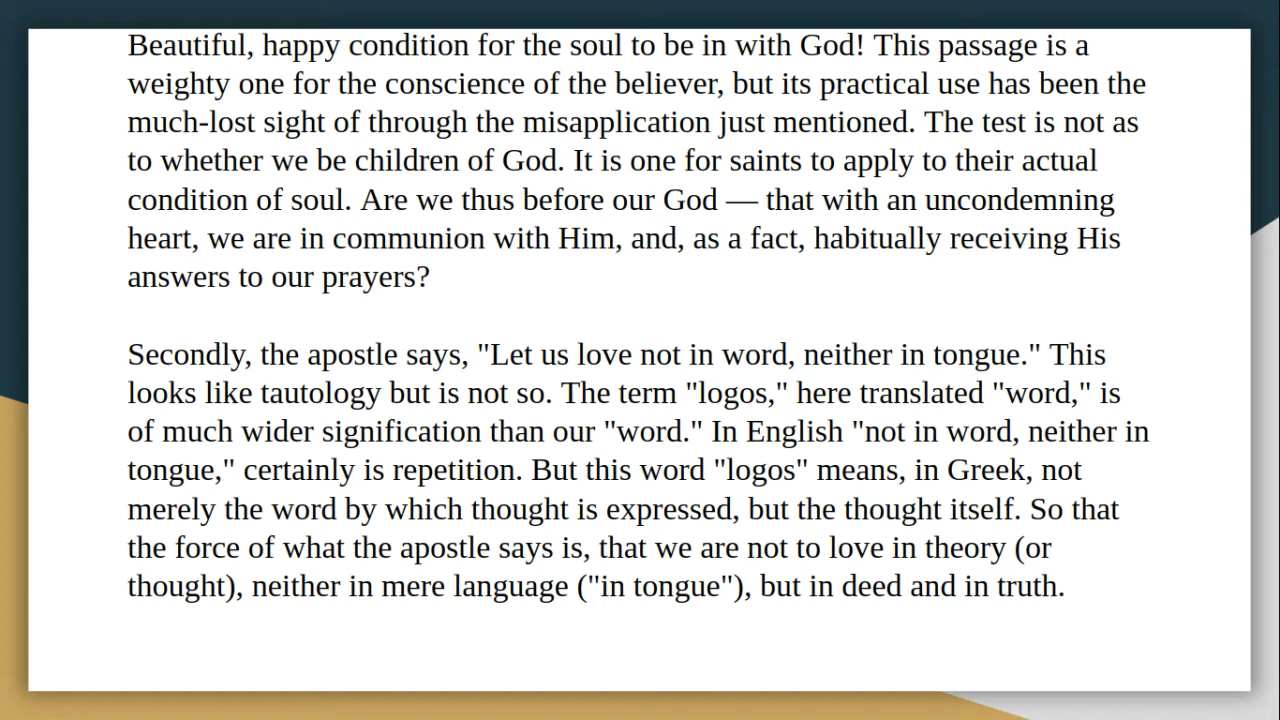 Beautiful, happy condition for the soul to be in with God! This passage is a
weighty one for the conscience of the believer, but its practical use has been the
much-lost sight of through the misapplication just mentioned. The test is not as
to whether we be children of God. It is one for saints to apply to their actual
condition of soul. Are we thus before our God — that with an uncondemning
heart, we are in communion with Him, and, as a fact, habitually receiving His
answers to our prayers?
Secondly, the apostle says, "Let us love not in word, neither in tongue." This
looks like tautology but is not so. The term "logos," here translated "word," is
of much wider signification than our "word." In English "not in word, neither in
tongue," certainly is repetition. But this word "logos" means, in Greek, not
merely the word by which thought is expressed, but the thought itself. So that
the force of what the apostle says is, that we are not to love in theory (or
thought), neither in mere language ("in tongue"), but in deed and in truth.